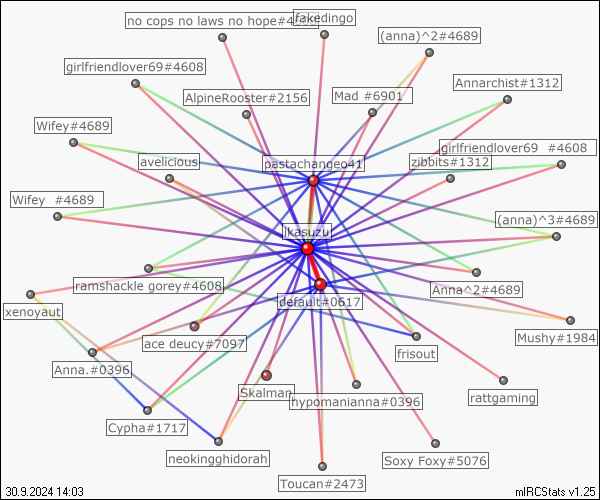 no cops no laws no hope#4
fakedingo
(anna)^2#4689
girlfriendlover69#4608
Annarchist#1312
AlpineRooster#2156
Mad #6901
Wifey#4689
girlfriendlover69 #4608
avelicious
pastachangeo41
zibbits#1312
Wifey #4689
(anna)^3#4689
jkasuzu
ramshackle gorey#4608
Anna^2#4689
default#0617
xenoyaut
Mushy#1984
ace deucy#7097
frisout
Anna.#0396
Skalman
hypomanianna#0396
rattgaming
Cypha#1717
neokingghidorah
Soxy Foxy#5076
Toucan#2473
30.9.2024 14:03
mIRCStats v1.25